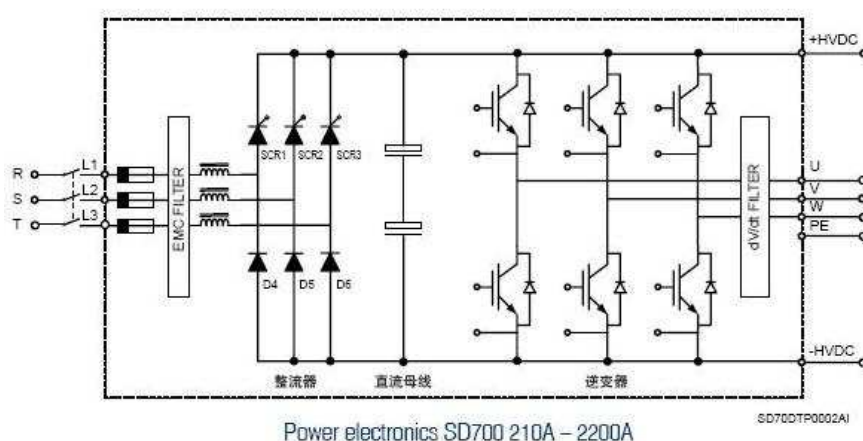 +HVDC
SCR1 SCR2 SCR3
R L1
S L2
T L3
EMC FILTER
dV/dt FILTER
U
V
W
PE
D4 D5 D6
-HVDC
整流器 直流母线 逆变器
SD70DTP0002AI
Power electronics SD700 210A – 2200A